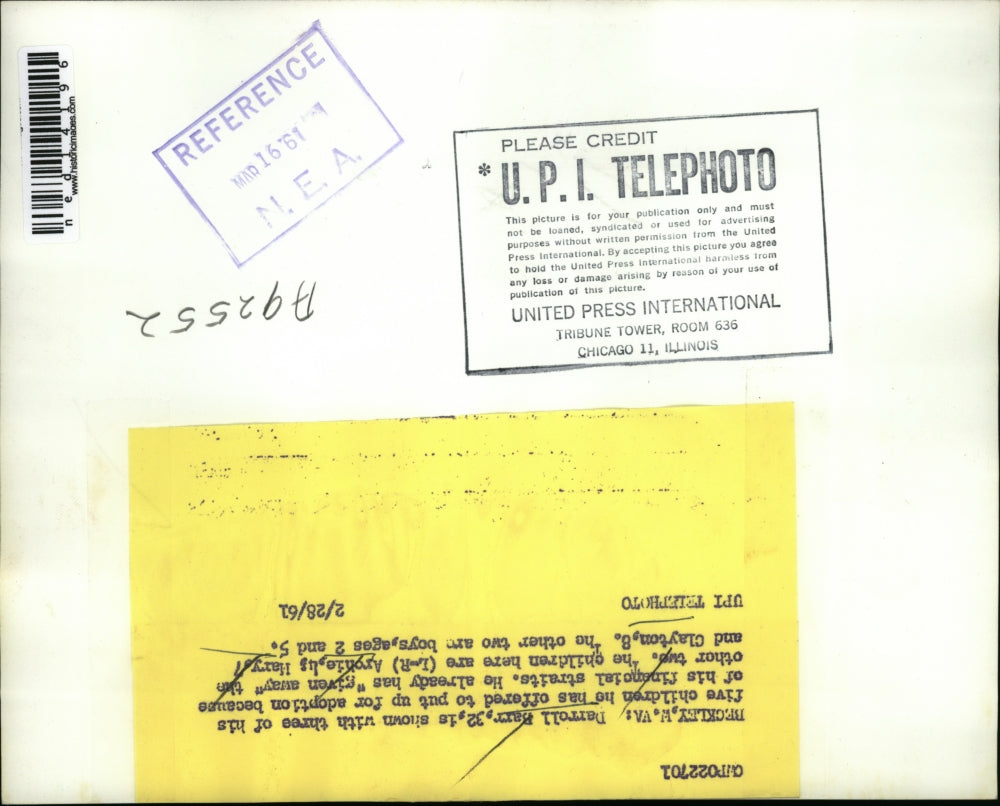 ned 14196
www.historicimages.com
REFERENCE
MAR 16 '61
N. E. A.
PLEASE CREDIT
* U. P. I. TELEPHOTO
This picture is for your publication only and must
not be loaned, syndicated or used for advertising
purposes without written permission from the United
Press International. By accepting this picture you agree
to hold the United Press International harmless from
any loss or damage arising by reason of your use of
publication of this picture.
UNITED PRESS INTERNATIONAL
TRIBUNE TOWER, ROOM 636
CHICAGO 11, ILLINOIS
A92552
BECKLEY,W.VA: Darroll Barr,32,is shown with three of his
five children he has offered to put up for adoption because
of his financial straits. He already has "given away" the
other two. The children here are (L-R) Archie,4; Mary,7
and Clayton,8. The other two are boys,ages 2 and 5.
UPI TELEPHOTO 2/28/61